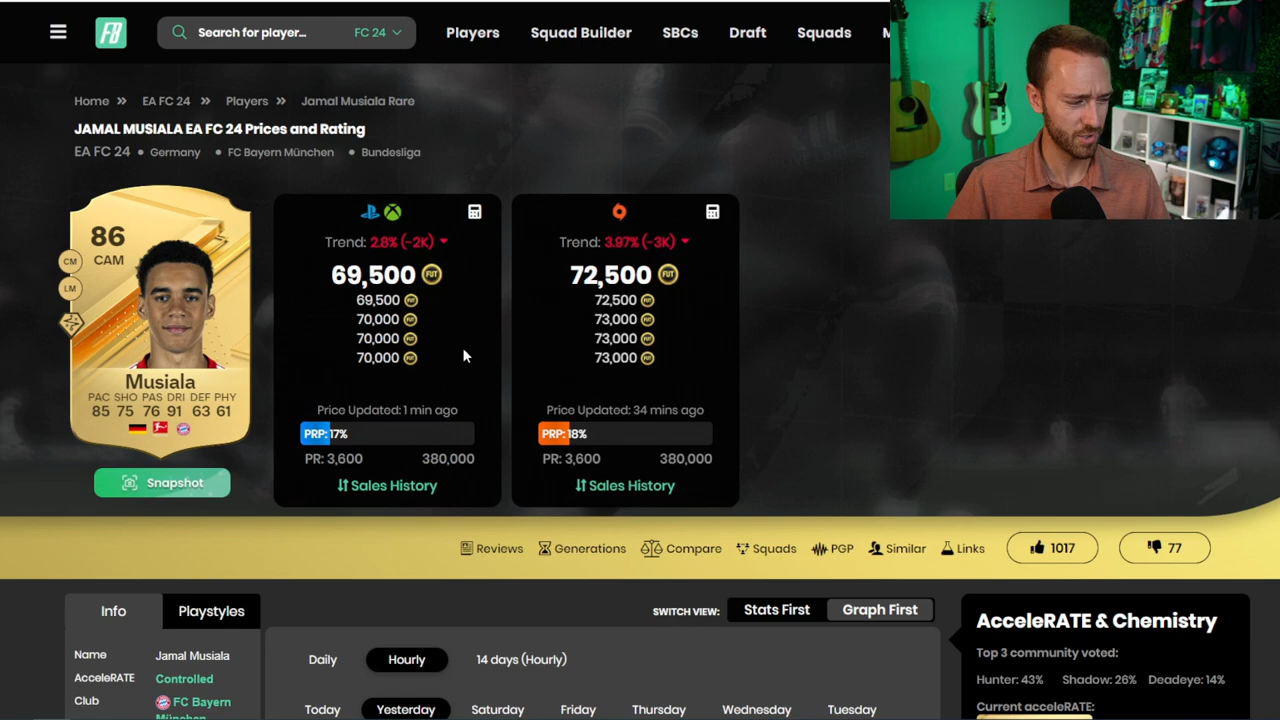 FB
Search for player...
FC 24
Players
Squad Builder
SBCs
Draft
Squads
M
Home » EA FC 24 » Players » Jamal Musiala Rare
JAMAL MUSIALA EA FC 24 Prices and Rating
EA FC 24 • Germany • FC Bayern München • Bundesliga
86
CAM
CM
LM
Musiala
PAC SHO PAS DRI DEF PHY
85 75 76 91 63 61
Snapshot
Trend: 2.8% (-2K)
69,500 FUT
69,500
70,000
70,000
70,000
Price Updated: 1 min ago
PRP: 17%
PR: 3,600 380,000
Sales History
Trend: 3.97% (-3K)
72,500 FUT
72,500
73,000
73,000
73,000
Price Updated: 34 mins ago
PRP: 18%
PR: 3,600 380,000
Sales History
Reviews
Generations
Compare
Squads
PGP
Similar
Links
1017
77
Info
Playstyles
Name Jamal Musiala
AcceleRATE Controlled
Club FC Bayern
München
SWITCH VIEW: Stats First Graph First
Daily Hourly 14 days (Hourly)
Today Yesterday Saturday Friday Thursday Wednesday Tuesday
AcceleRATE & Chemistry
Top 3 community voted:
Hunter: 43% Shadow: 26% Deadeye: 14%
Current acceleRATE: